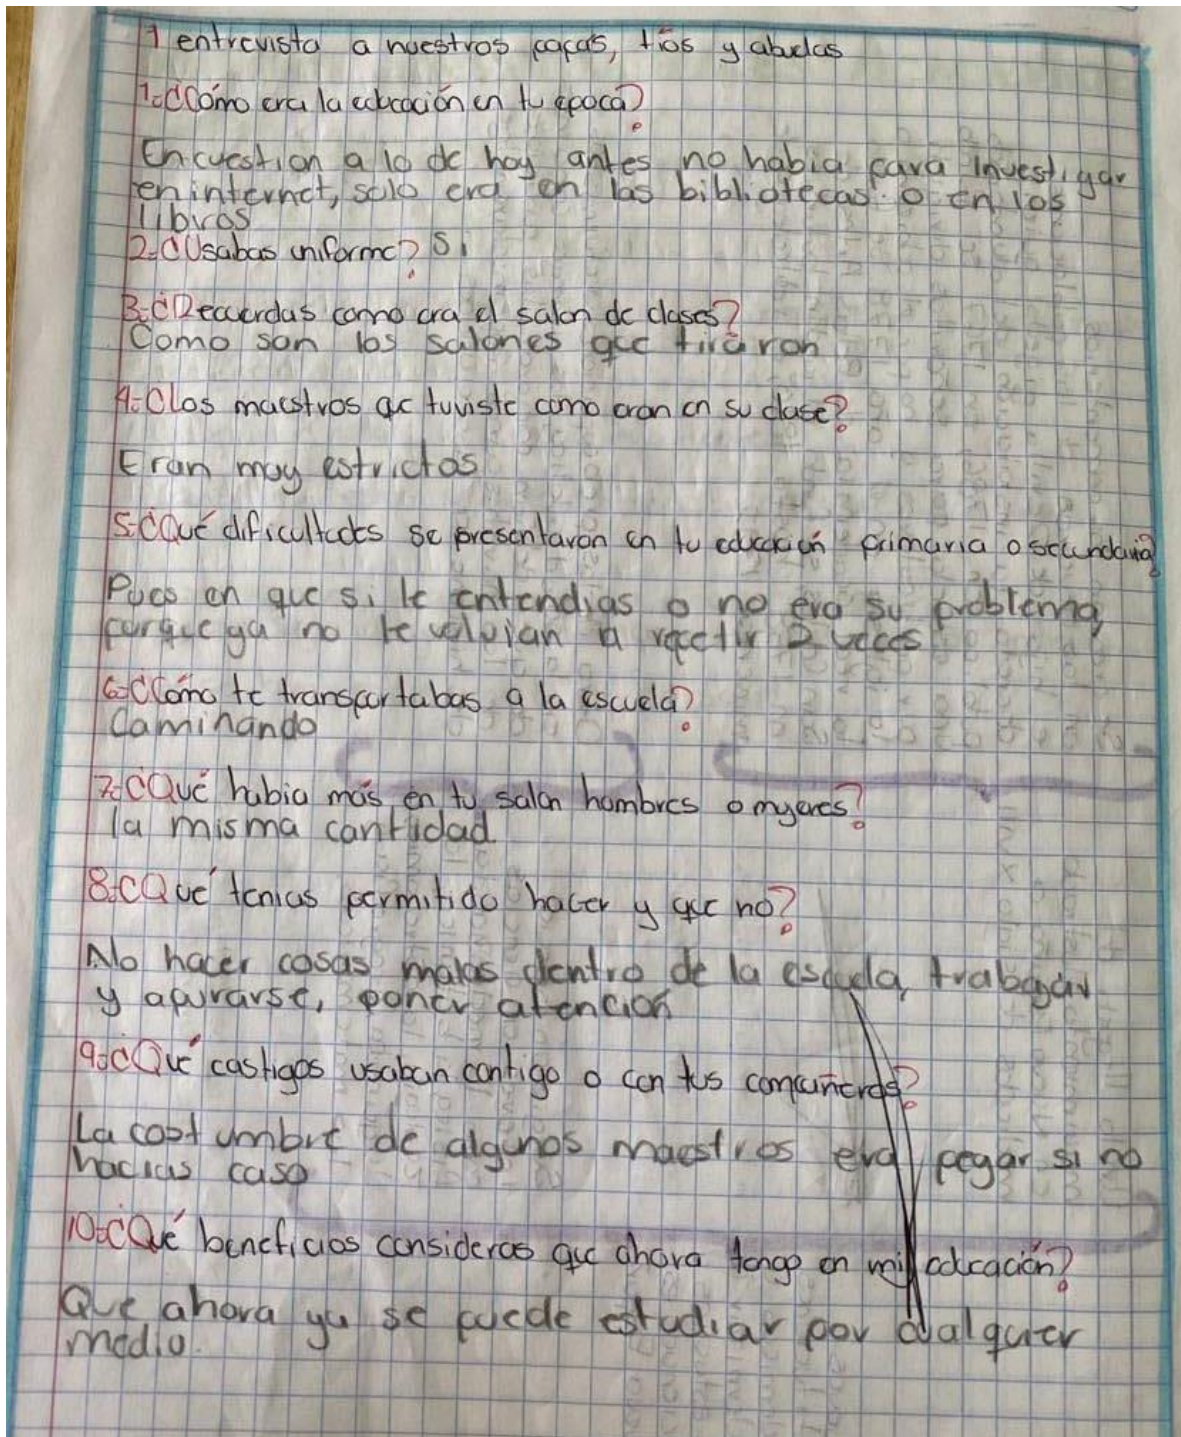 1 entrevista a nuestros papás, tíos y abuelas
1.-¿Cómo era la educación en tu epoca?
En cuestion a lo de hoy antes no habia para investigar
en internet, solo era en las bibliotecas o en los
libros
2.-¿Usabas uniforme? Si
3.-¿Recuerdas como era el salon de clases?
Como son los salones que tiraron
4.-¿los maestros que tuviste como eran en su clase?
Eran muy estrictos
5.-¿Qué dificultades se presentaron en tu educación primaria o secundaria?
Pues en que si le entendias o no era su problema,
porque ya no te volvian a repetir 2 veces
6.-¿Cómo te transportabas a la escuela?
Caminando
7.-¿Qué habia más en tu salon hombres o mujeres?
la misma cantidad
8.-¿Qué tenias permitido hacer y que no?
No hacer cosas malas dentro de la escuela, trabajar
y apurarse, poner atención
9.-¿Qué castigos usaban contigo o con tus compañeros?
La costumbre de algunos maestros era pegar si no
hacias caso
10.-¿Qué beneficios consideras que ahora tengo en mi educación?
Que ahora ya se puede estudiar por cualquier
medio.